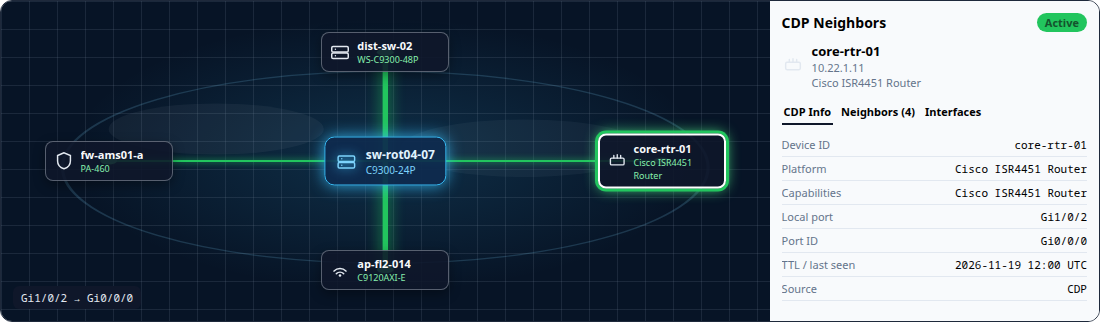 dist-sw-02
WS-C9300-48P
fw-ams01-a
PA-460
sw-rot04-07
C9300-24P
core-rtr-01
Cisco ISR4451
Router
ap-fl2-014
C9120AXI-E
Gi1/0/2 → Gi0/0/0
CDP Neighbors Active
core-rtr-01
10.22.1.11
Cisco ISR4451 Router
CDP Info Neighbors (4) Interfaces
Device ID core-rtr-01
Platform Cisco ISR4451 Router
Capabilities Cisco ISR4451 Router
Local port Gi1/0/2
Port ID Gi0/0/0
TTL / last seen 2026-11-19 12:00 UTC
Source CDP